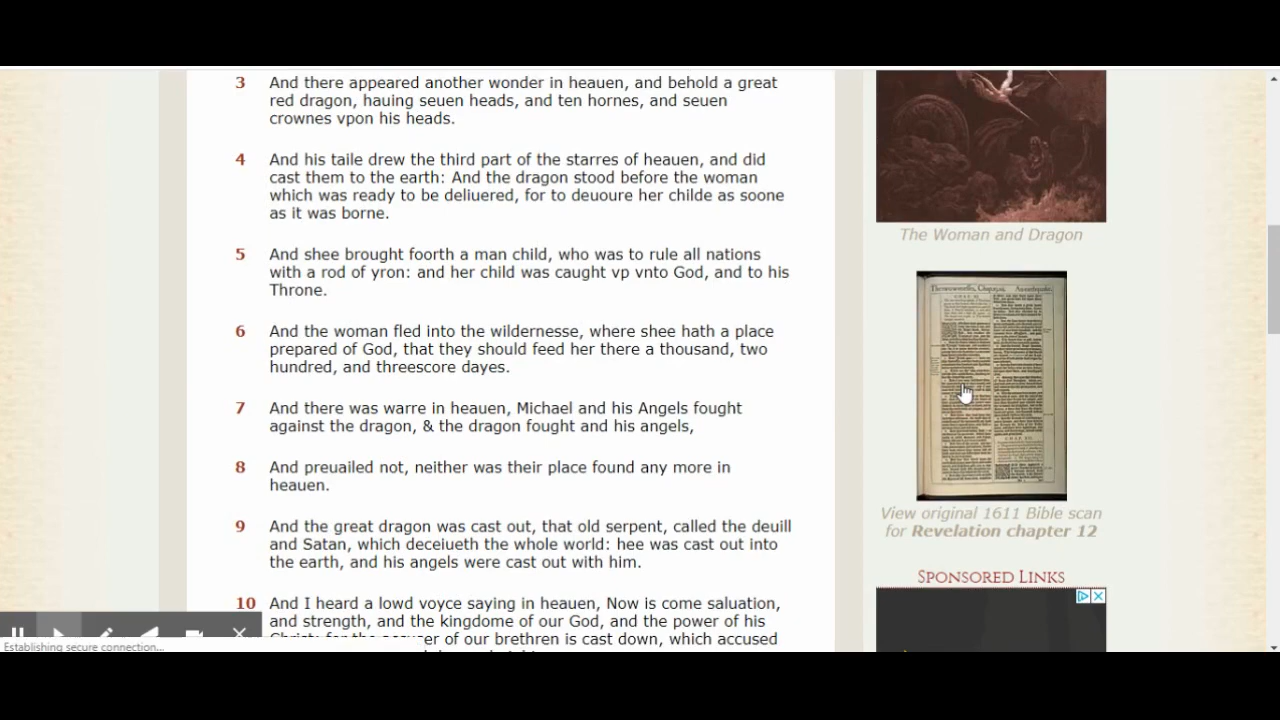 3 And there appeared another wonder in heauen, and behold a great
red dragon, hauing seuen heads, and ten hornes, and seuen
crownes vpon his heads.
4 And his taile drew the third part of the starres of heauen, and did
cast them to the earth: And the dragon stood before the woman
which was ready to be deliuered, for to deuoure her childe as soone
as it was borne.
5 And shee brought foorth a man child, who was to rule all nations
with a rod of yron: and her child was caught vp vnto God, and to his
Throne.
6 And the woman fled into the wildernesse, where shee hath a place
prepared of God, that they should feed her there a thousand, two
hundred, and threescore dayes.
7 And there was warre in heauen, Michael and his Angels fought
against the dragon, & the dragon fought and his angels,
8 And preuailed not, neither was their place found any more in
heauen.
9 And the great dragon was cast out, that old serpent, called the deuill
and Satan, which deceiueth the whole world: hee was cast out into
the earth, and his angels were cast out with him.
10 And I heard a lowd voyce saying in heauen, Now is come saluation,
and strength, and the kingdome of our God, and the power of his
of our brethren is cast down, which accused
The Woman and Dragon
View original 1611 Bible scan
for Revelation chapter 12
SPONSORED LINKS
Establishing secure connection...